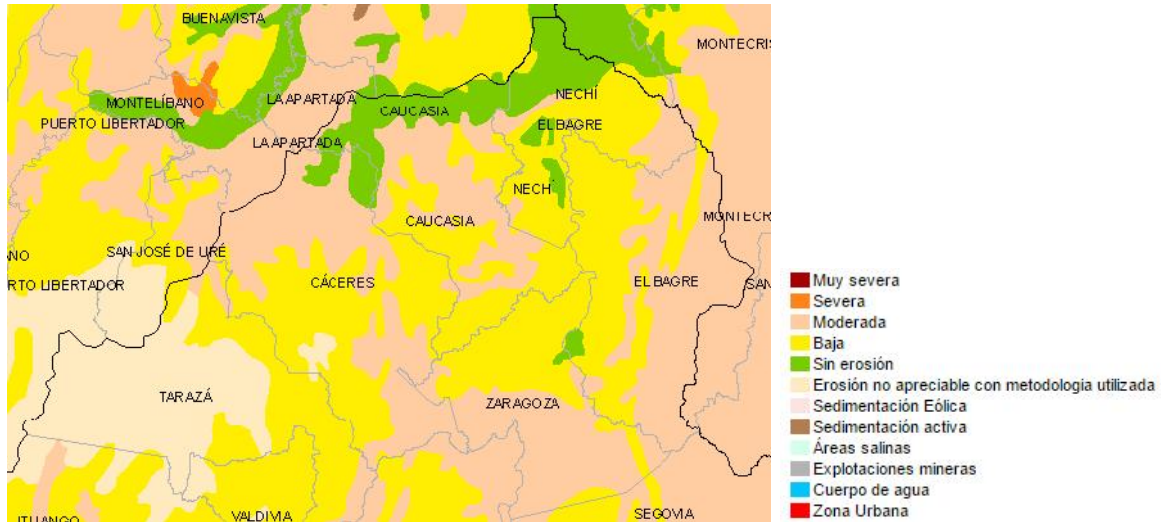 BUENAVISTA
MONTECRIS
MONTELÍBANO
LA APARTADA
CAUCASIA
NECHÍ
PUERTO LIBERTADOR
EL BAGRE
LA APARTADA
NECHÍ
CAUCASIA
MONTECR
NO
SAN JOSÉ DE URÉ
RTO LIBERTADOR
CÁCERES
EL BAGRE
SAN
TARAZÁ
ZARAGOZA
ITUANGO
VALDIVIA
SEGOVIA
Muy severa
Severa
Moderada
Baja
Sin erosión
Erosión no apreciable con metodologia utilizada
Sedimentación Eólica
Sedimentación activa
Áreas salinas
Explotaciones mineras
Cuerpo de agua
Zona Urbana